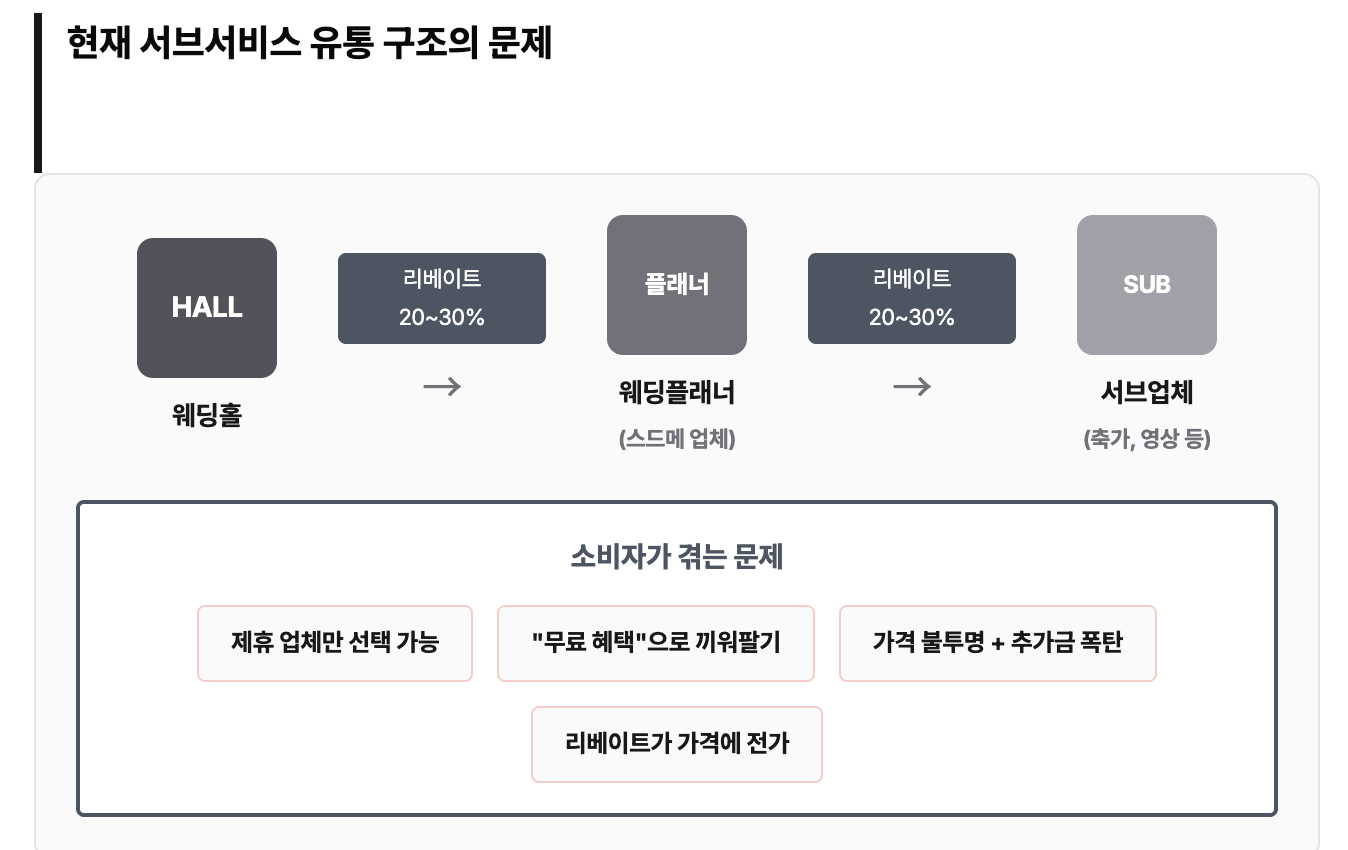 현재 서브서비스 유통 구조의 문제
HALL
웨딩홀
리베이트
20~30%
→
플래너
웨딩플래너
(스드메 업체)
리베이트
20~30%
→
SUB
서브업체
(축가, 영상 등)
소비자가 겪는 문제
제휴 업체만 선택 가능
"무료 혜택"으로 끼워팔기
가격 불투명 + 추가금 폭탄
리베이트가 가격에 전가